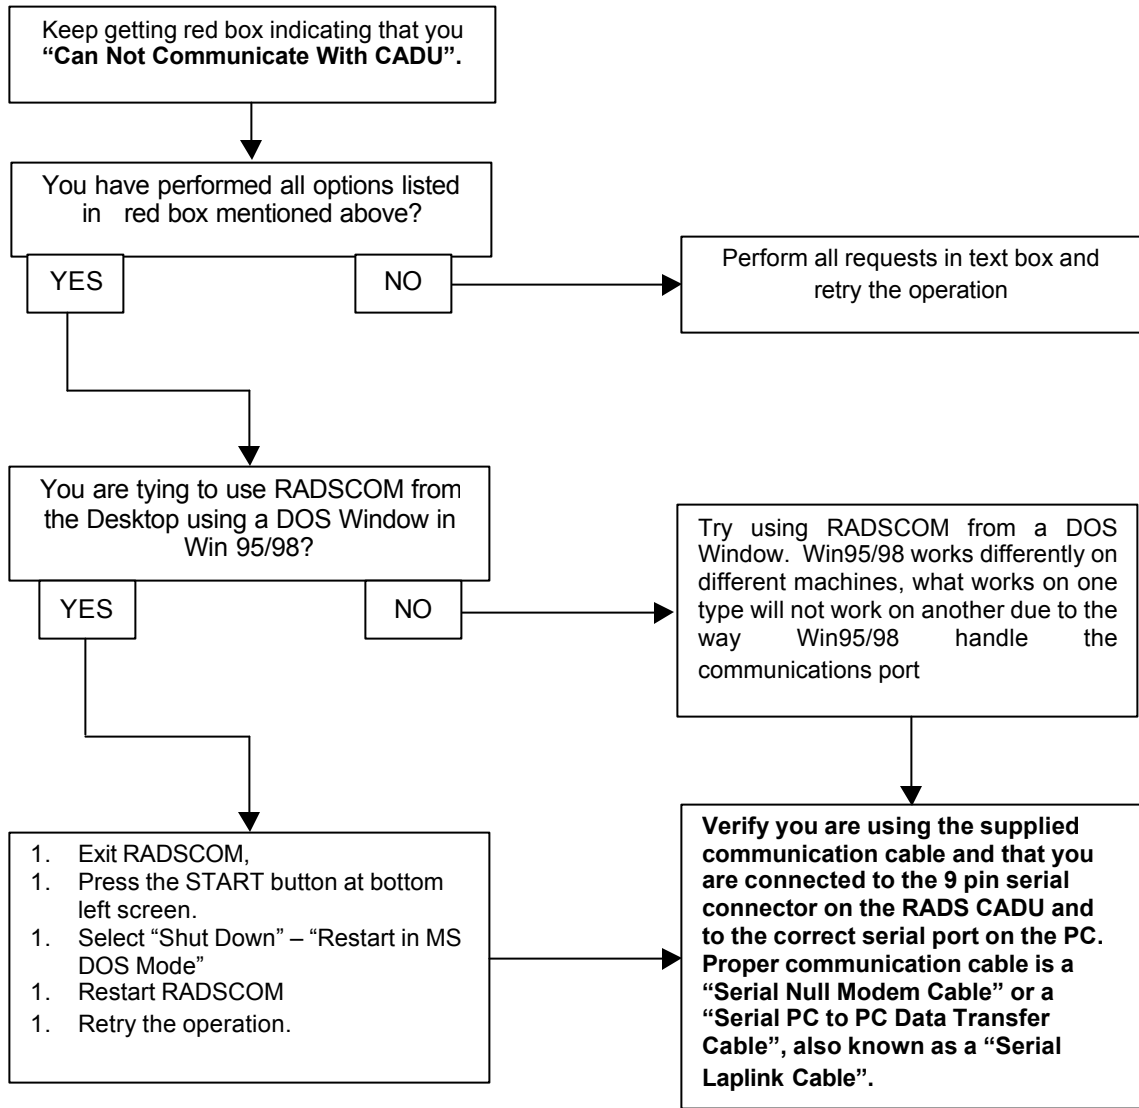 Keep getting red box indicating that you
“Can Not Communicate With CADU”.
You have performed all options listed
in red box mentioned above?
YES
NO
Perform all requests in text box and
retry the operation
You are tying to use RADSCOM from
the Desktop using a DOS Window in
Win 95/98?
YES
NO
Try using RADSCOM from a DOS
Window. Win95/98 works differently on
different machines, what works on one
type will not work on another due to the
way Win95/98 handle the
communications port
1. Exit RADSCOM,
1. Press the START button at bottom
left screen.
1. Select “Shut Down” – “Restart in MS
DOS Mode”
1. Restart RADSCOM
1. Retry the operation.
Verify you are using the supplied
communication cable and that you
are connected to the 9 pin serial
connector on the RADS CADU and
to the correct serial port on the PC.
Proper communication cable is a
“Serial Null Modem Cable” or a
“Serial PC to PC Data Transfer
Cable”, also known as a “Serial
Laplink Cable”.